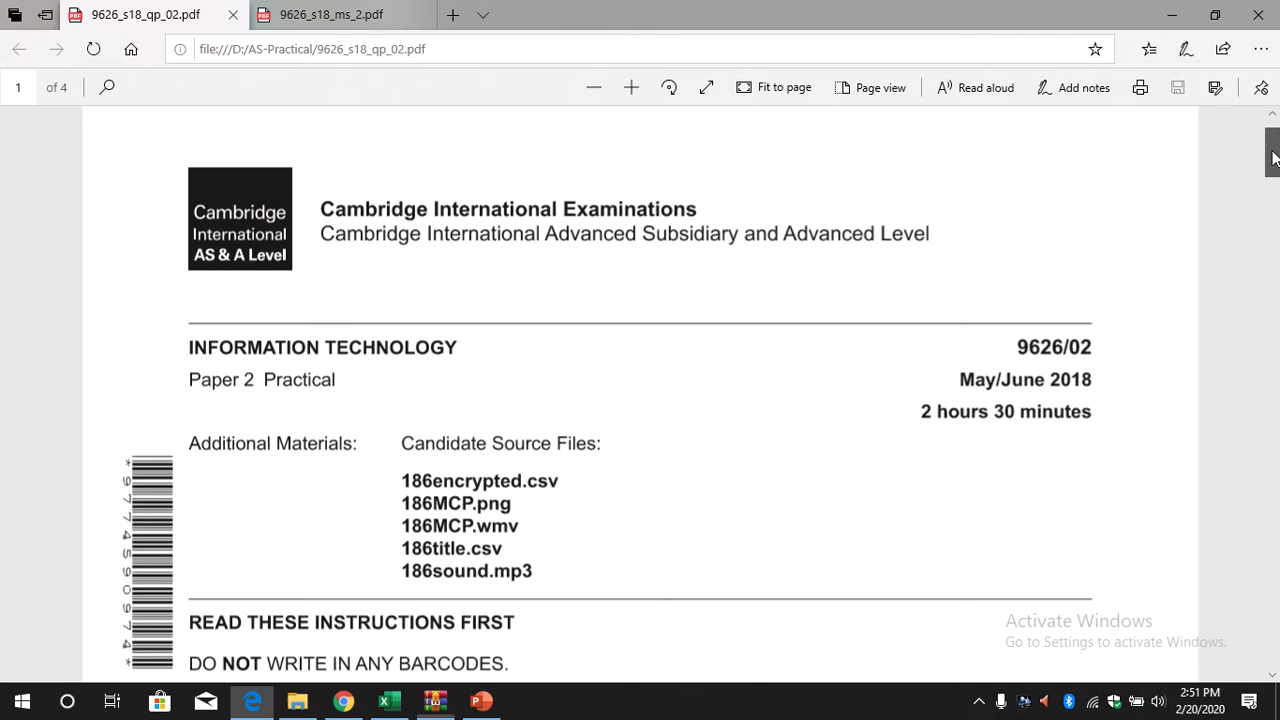 9626_s18_qp_02.pdf
9626_s18_qp_02.pdf
file:///D:/AS-Practical/9626_s18_qp_02.pdf
1 of 4
Fit to page
Page view
Read aloud
Add notes
Cambridge
International
AS & A Level
Cambridge International Examinations
Cambridge International Advanced Subsidiary and Advanced Level
INFORMATION TECHNOLOGY 9626/02
Paper 2 Practical May/June 2018
2 hours 30 minutes
Additional Materials: Candidate Source Files:
186encrypted.csv
186MCP.png
186MCP.wmv
186title.csv
186sound.mp3
*9774590974*
READ THESE INSTRUCTIONS FIRST
DO NOT WRITE IN ANY BARCODES.
Activate Windows
Go to Settings to activate Windows.
2:51 PM
2/20/2020